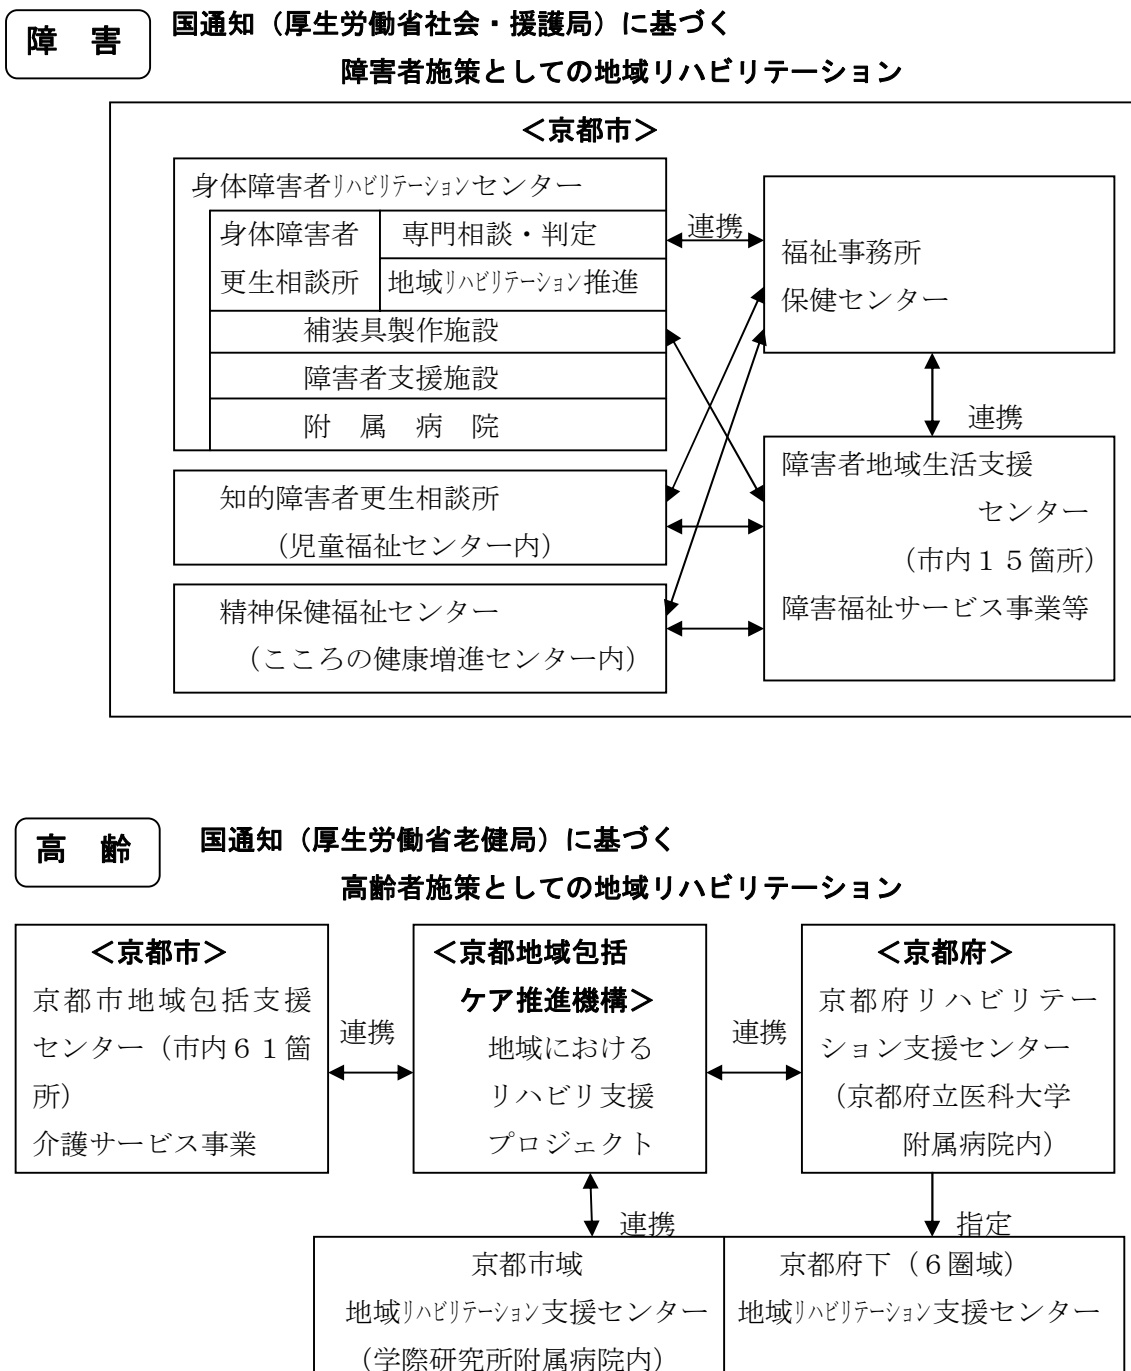 障 害
国通知（厚生労働省社会・援護局）に基づく
障害者施策としての地域リハビリテーション
＜京都市＞
身体障害者ﾘﾊﾋﾞﾘﾃｰｼｮﾝセンター
身体障害者
更生相談所
専門相談・判定
地域ﾘﾊﾋﾞﾘﾃｰｼｮﾝ推進
補装具製作施設
障害者支援施設
附 属 病 院
連携
福祉事務所
保健センター
連携
知的障害者更生相談所
（児童福祉センター内）
精神保健福祉センター
（こころの健康増進センター内）
障害者地域生活支援
センター
（市内１５箇所）
障害福祉サービス事業等
高 齢
国通知（厚生労働省老健局）に基づく
高齢者施策としての地域リハビリテーション
＜京都市＞
京都市地域包括支援
センター（市内６１箇
所）
介護サービス事業
連携
＜京都地域包括
ケア推進機構＞
地域における
リハビリ支援
プロジェクト
連携
＜京都府＞
京都府リハビリテー
ション支援センター
（京都府立医科大学
附属病院内）
連携
指定
京都市域
地域ﾘﾊﾋﾞﾘﾃｰｼｮﾝ支援センター
（学際研究所附属病院内）
京都府下（６圏域）
地域ﾘﾊﾋﾞﾘﾃｰｼｮﾝ支援センター